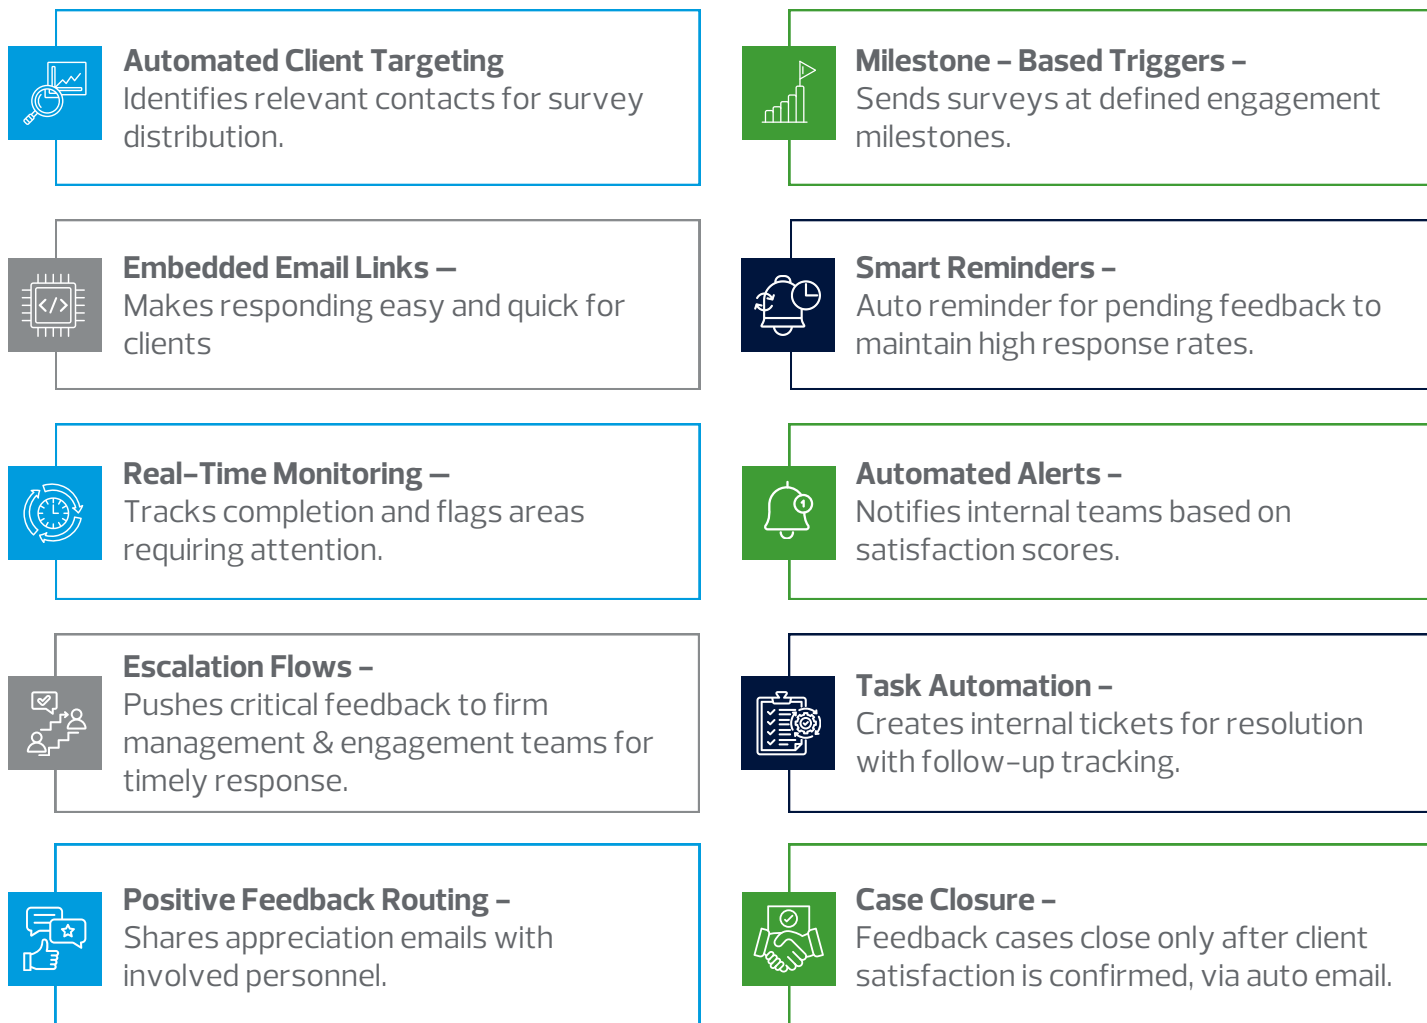 Automated Client Targeting
Identifies relevant contacts for survey
distribution.
Milestone – Based Triggers –
Sends surveys at defined engagement
milestones.
Embedded Email Links —
Makes responding easy and quick for
clients
Smart Reminders –
Auto reminder for pending feedback to
maintain high response rates.
Real-Time Monitoring —
Tracks completion and flags areas
requiring attention.
Automated Alerts –
Notifies internal teams based on
satisfaction scores.
1
Escalation Flows –
Pushes critical feedback to firm
management & engagement teams for
timely response.
Task Automation –
Creates internal tickets for resolution
with follow-up tracking.
Positive Feedback Routing –
Shares appreciation emails with
involved personnel.
Case Closure –
Feedback cases close only after client
satisfaction is confirmed, via auto email.